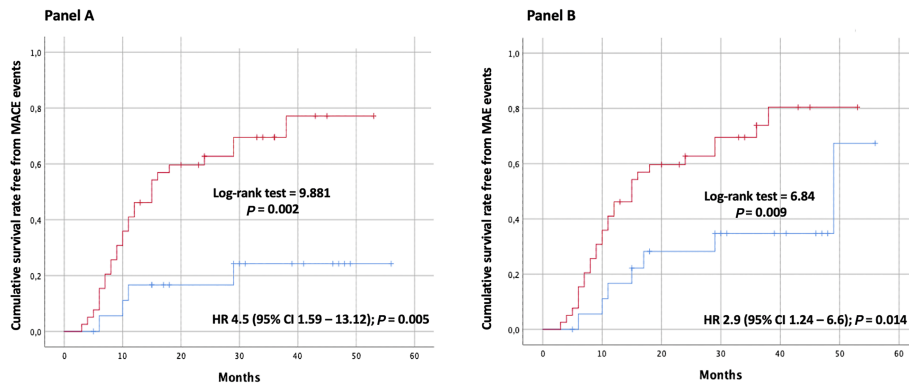 Panel A
Cumulative survival rate free from MACE events
1,0
0,8
0,6
0,4
0,2
0,0
Log-rank test = 9.881
P = 0.002
HR 4.5 (95% CI 1.59 – 13.12); P = 0.005
0 10 20 30 40 50 60
Months
Panel B
Cumulative survival rate free from MAE events
1,0
0,8
0,6
0,4
0,2
0,0
Log-rank test = 6.84
P = 0.009
HR 2.9 (95% CI 1.24 – 6.6); P = 0.014
0 10 20 30 40 50 60
Months